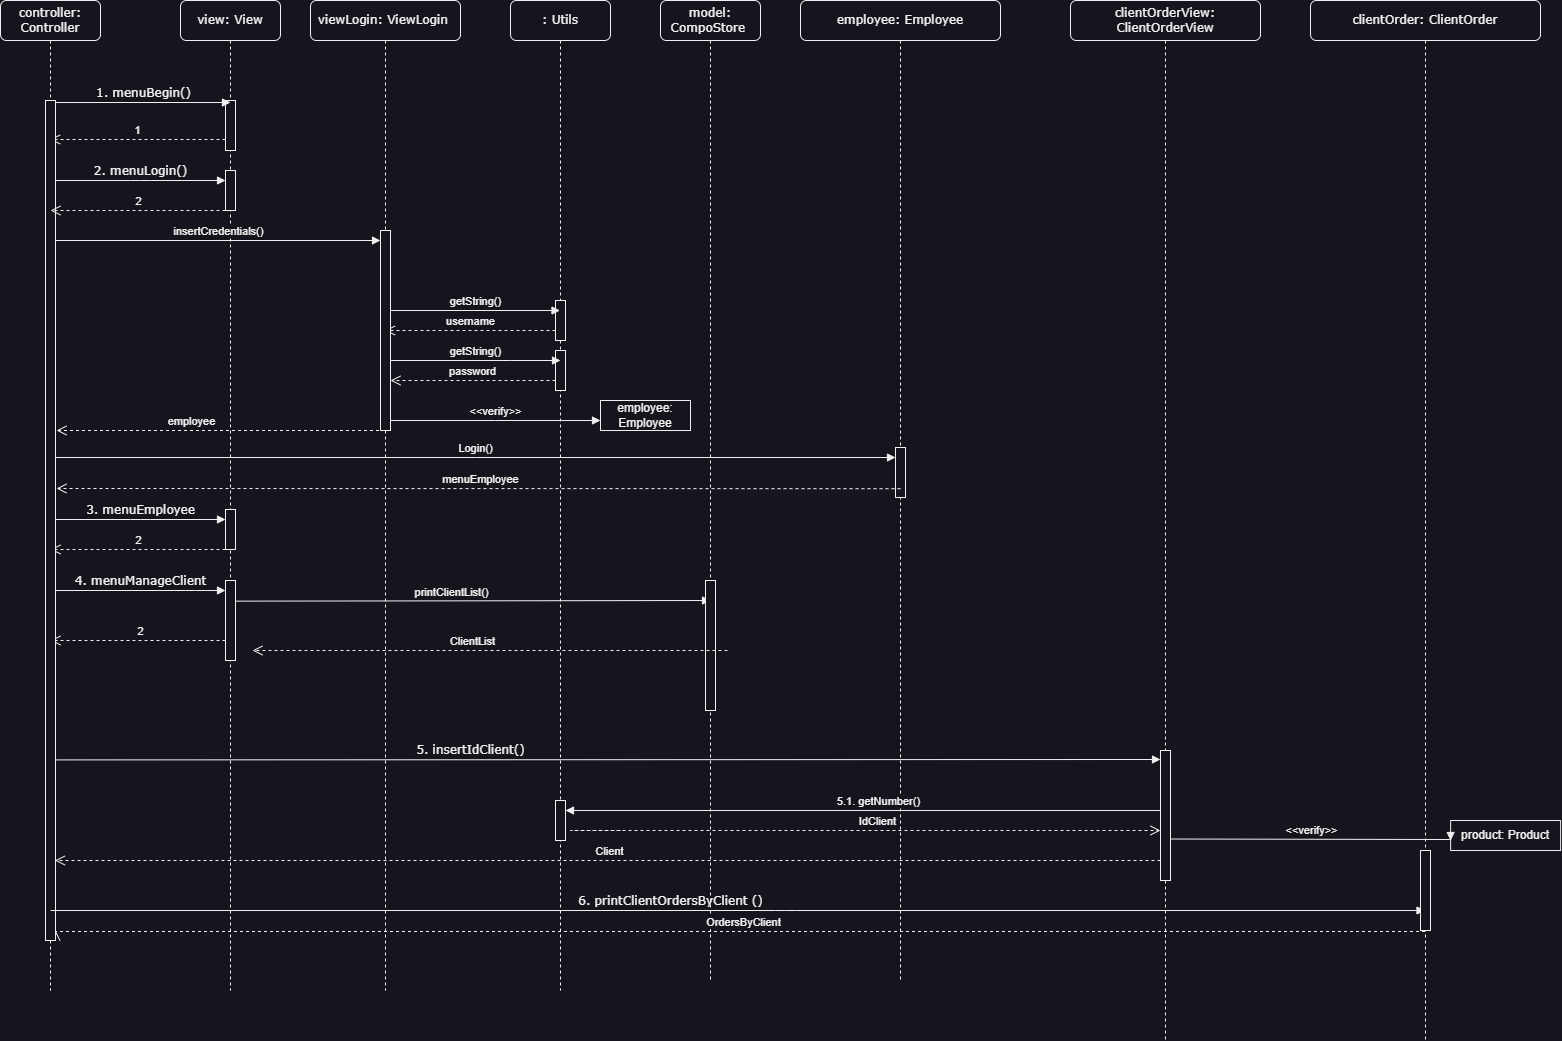 controller:
Controller
view: View
viewLogin: ViewLogin
: Utils
model:
CompoStore
employee: Employee
clientOrderView:
ClientOrderView
clientOrder: ClientOrder
1. menuBegin()
1
2. menuLogin()
2
insertCredentials()
getString()
username
getString()
password
<<verify>>
employee:
Employee
employee
Login()
menuEmployee
3. menuEmployee
2
4. menuManageClient
printClientList()
2
ClientList
5. insertIdClient()
5.1. getNumber()
IdClient
<<verify>>
product: Product
Client
6. printClientOrdersByClient ()
OrdersByClient